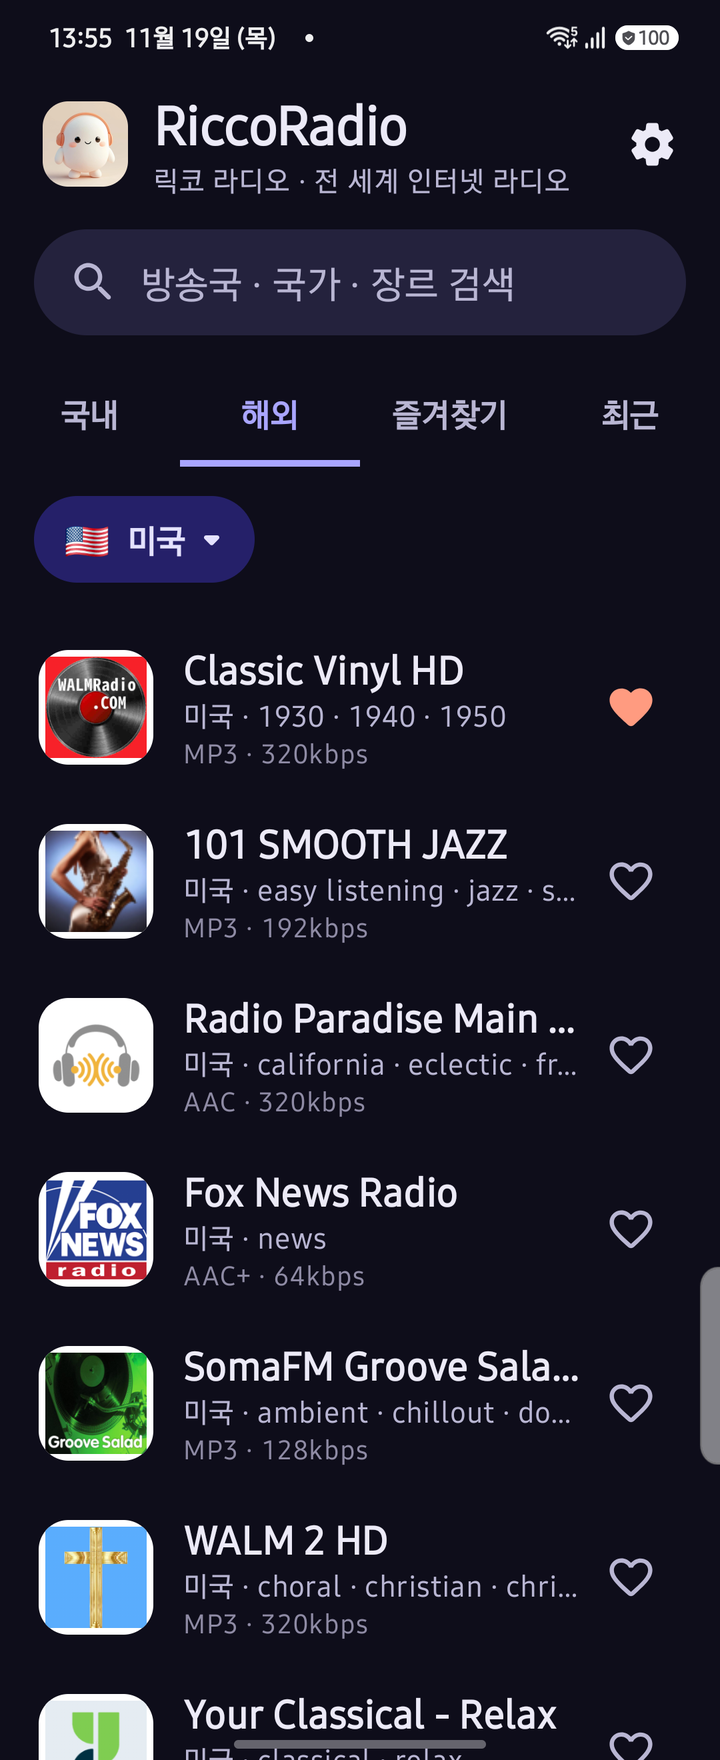 13:55 11월 19일 (목)
5
100
RiccoRadio
릭코 라디오 · 전 세계 인터넷 라디오
방송국 · 국가 · 장르 검색
국내 해외 즐겨찾기 최근
미국
WALMRadio
.COM
Classic Vinyl HD
미국 · 1930 · 1940 · 1950
MP3 · 320kbps
101 SMOOTH JAZZ
미국 · easy listening · jazz · s...
MP3 · 192kbps
Radio Paradise Main ...
미국 · california · eclectic · fr...
AAC · 320kbps
FOX
NEWS
radio
Fox News Radio
미국 · news
AAC+ · 64kbps
Groove Salad
SomaFM Groove Sala...
미국 · ambient · chillout · do...
MP3 · 128kbps
WALM 2 HD
미국 · choral · christian · chri...
MP3 · 320kbps
Your Classical - Relax
미국 · classical · relax